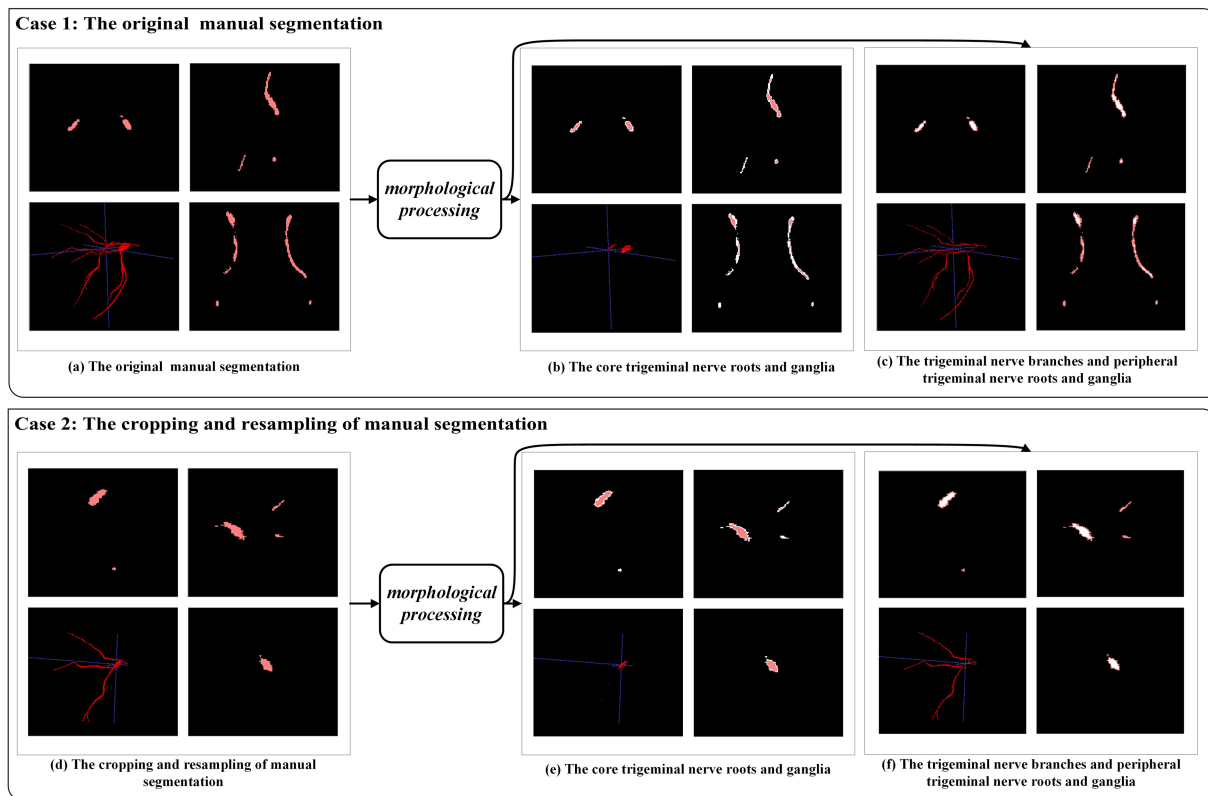 Case 1: The original  manual segmentation
morphological
processing
(a) The original  manual segmentation
(b) The core trigeminal nerve roots and ganglia
(c) The trigeminal nerve branches and peripheral
trigeminal nerve roots and ganglia
Case 2: The cropping and resampling of manual segmentation
morphological
processing
(d) The cropping and resampling of manual
segmentation
(e) The core trigeminal nerve roots and ganglia
(f) The trigeminal nerve branches and peripheral
trigeminal nerve roots and ganglia